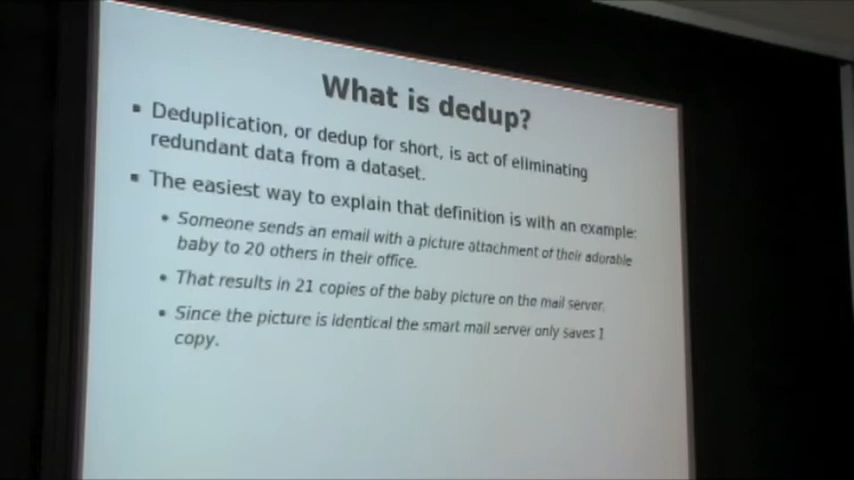 What is dedup?
Deduplication, or dedup for short, is act of eliminating
redundant data from a dataset.
The easiest way to explain that definition is with an example:
Someone sends an email with a picture attachment of their adorable
baby to 20 others in their office.
That results in 21 copies of the baby picture on the mail server.
Since the picture is identical the smart mail server only saves 1
copy.